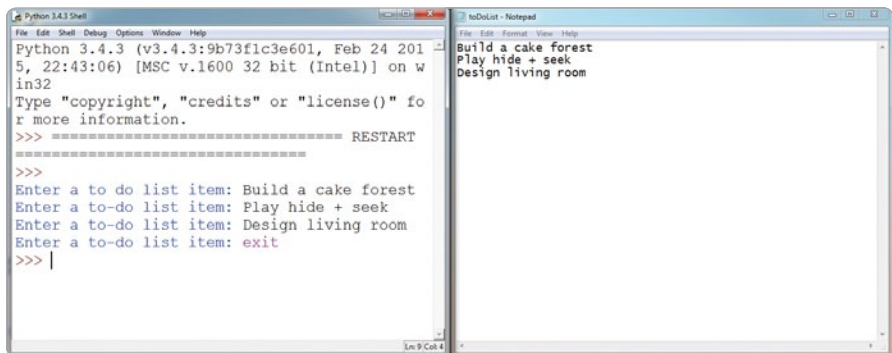 Python 3.4.3 Shell
File Edit Shell Debug Options Window Help
Python 3.4.3 (v3.4.3:9b73f1c3e601, Feb 24 201
5, 22:43:06) [MSC v.1600 32 bit (Intel)] on w
in32
Type "copyright", "credits" or "license()" fo
r more information.
>>> ================================ RESTART
================================
>>>
Enter a to do list item: Build a cake forest
Enter a to-do list item: Play hide + seek
Enter a to-do list item: Design living room
Enter a to-do list item: exit
>>>
Ln: 9 Col: 4
toDoList - Notepad
File Edit Format View Help
Build a cake forest
Play hide + seek
Design living room